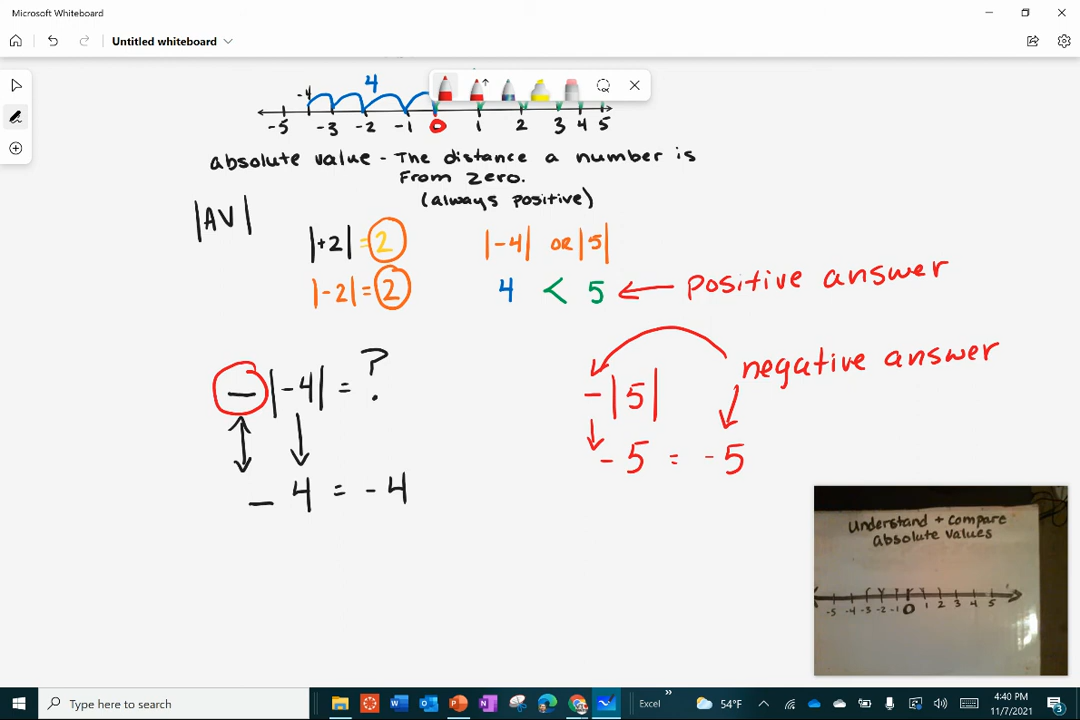 Microsoft Whiteboard
Untitled whiteboard
4
-4
-5 -3 -2 -1 0 1 2 3 4 5
absolute value - The distance a number is
From zero.
(always positive)
|AV|
|+2| = 2
|-4| OR |5|
|-2| = 2
4 < 5 ← positive answer
- |-4| = ?
negative answer
-|5|
- 5 = -5
- 4 = -4
understand + compare
absolute values
-5 -4 -3 -2 -1 0 1 2 3 4 5
Type here to search
Excel
54°F
4:40 PM
11/7/2021
3